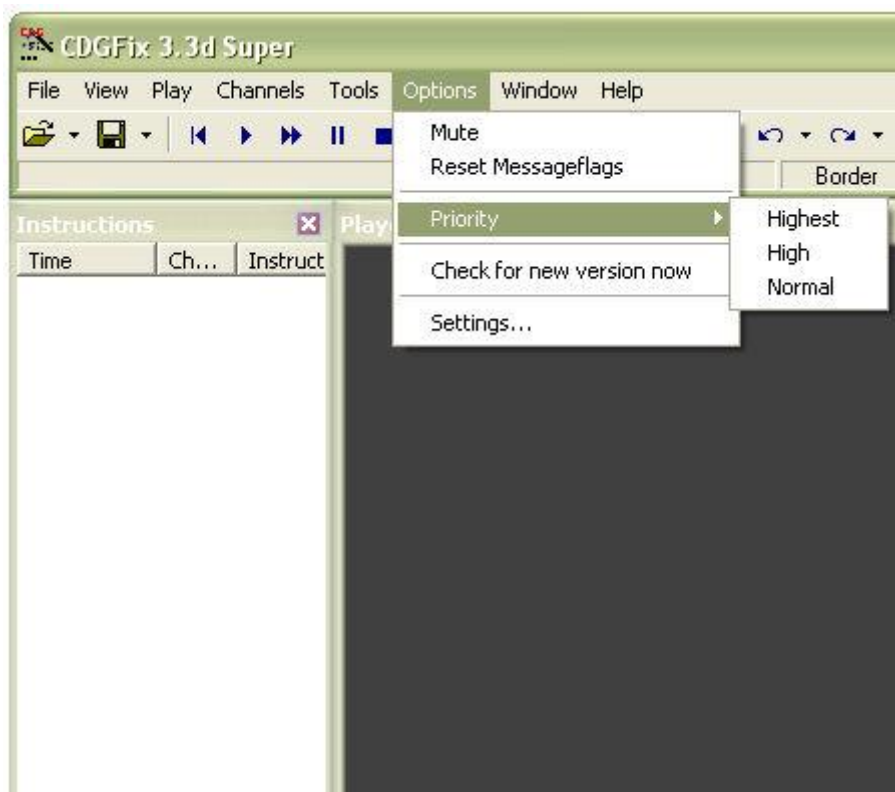 CDGFix 3.3d Super
File View Play Channels Tools Options Window Help
Mute
Reset Messageflags
Border
Instructions
Play
Priority
Highest
Time Ch... Instruct
High
Check for new version now
Normal
Settings...